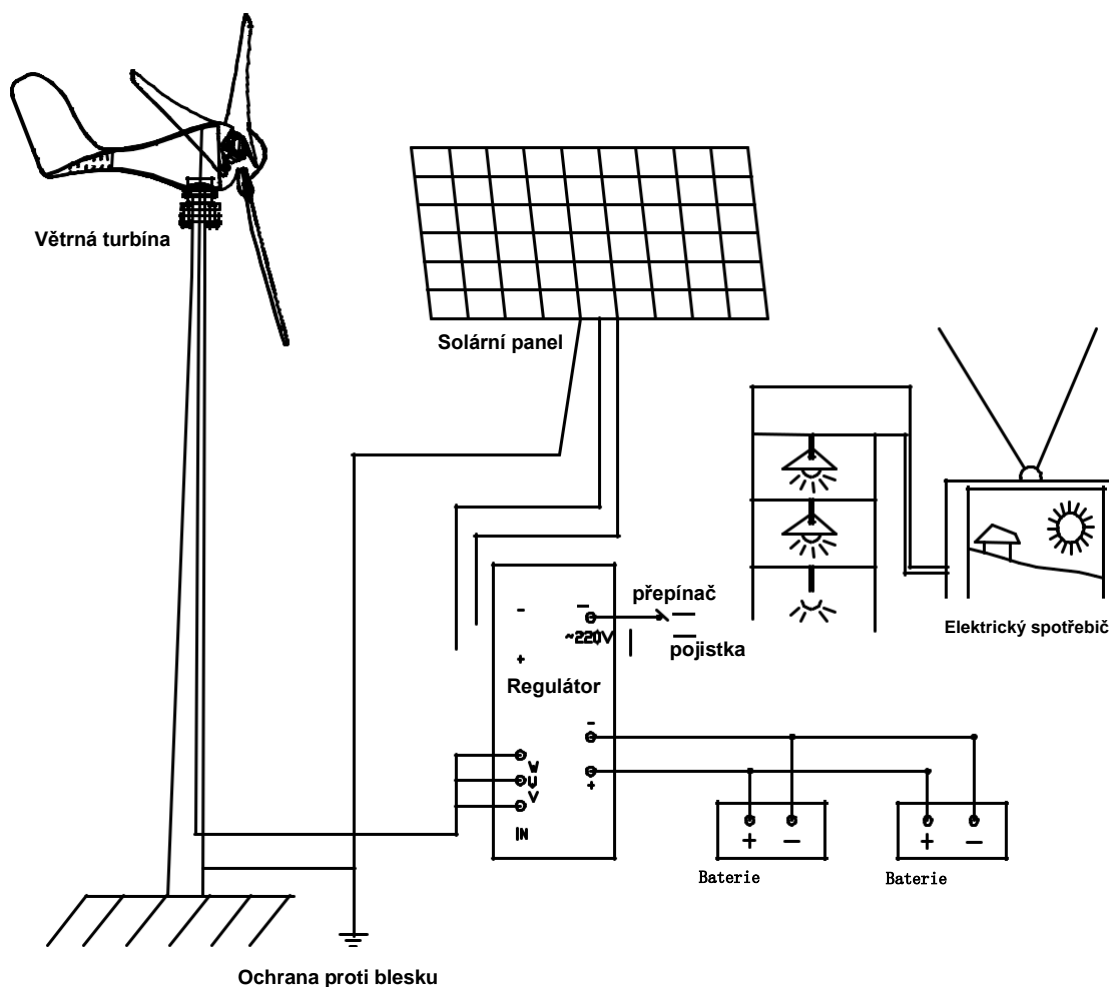 Větrná turbína
Solární panel
přepínač
- —
~220V
pojistka
+
Regulátor
Elektrický spotřebič
-
W
U
+
V
IN
+ — + —
Baterie Baterie
Ochrana proti blesku